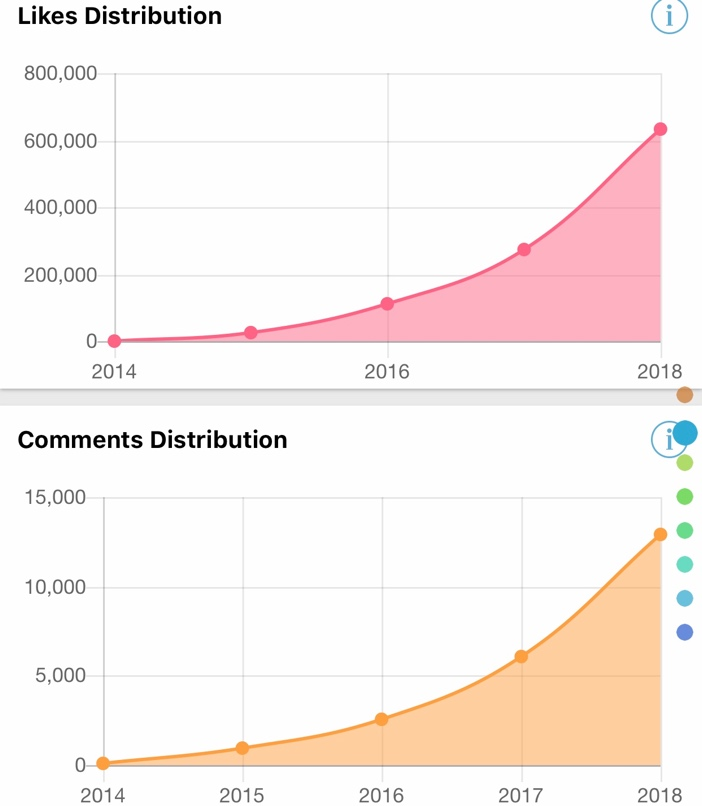 Likes Distribution
i
800,000
600,000
400,000
200,000
0
2014 2016 2018
Comments Distribution
i
15,000
10,000
5,000
0
2014 2015 2016 2017 2018